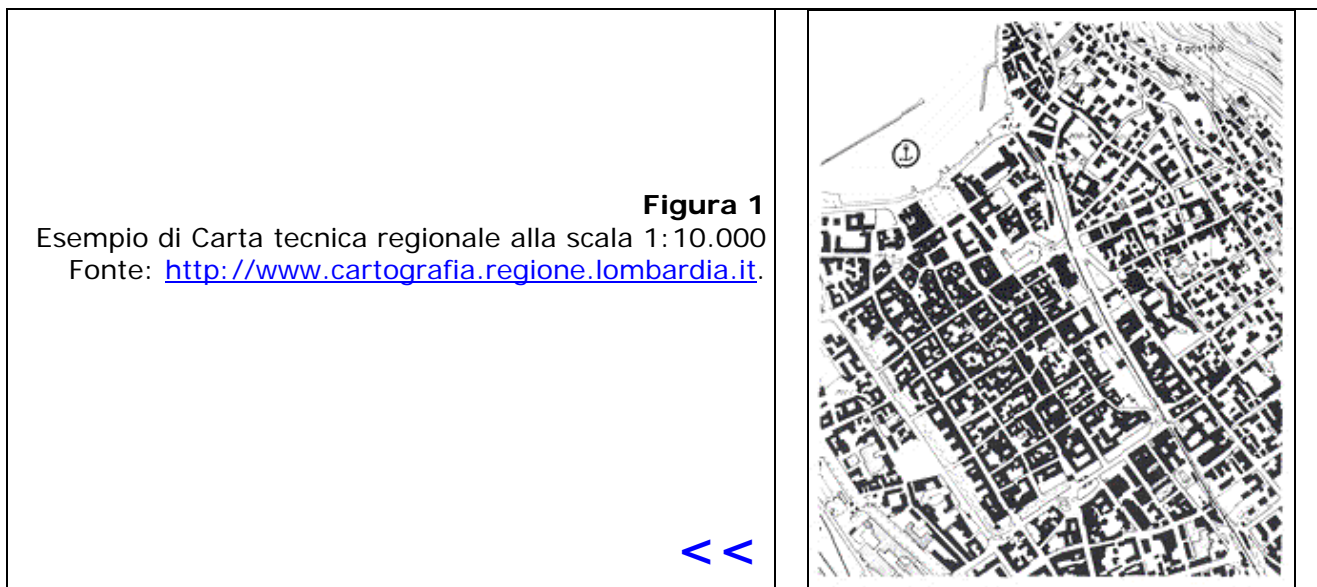 Figura 1
Esempio di Carta tecnica regionale alla scala 1:10.000
Fonte: http://www.cartografia.regione.lombardia.it.
<<
S. Agostino